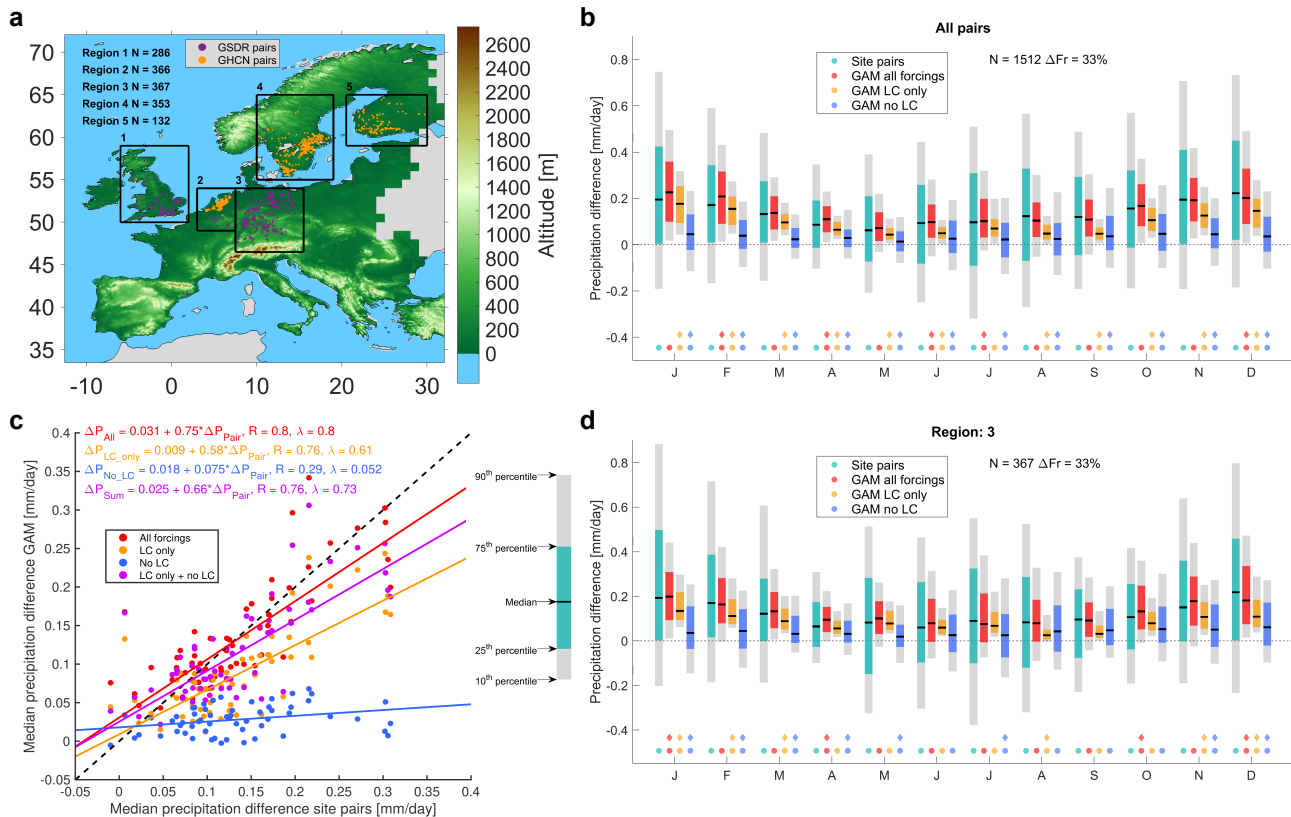 a
70
65
60
55
50
45
40
35
-10
0
10
20
30
Region 1 N = 286
Region 2 N = 366
Region 3 N = 367
Region 4 N = 353
Region 5 N = 132
GSDR pairs
GHCN pairs
1
2
3
4
5
2600
2400
2200
2000
1800
1600
1400
1200
1000
800
600
400
200
0
Altitude [m]
b
All pairs
Site pairs
GAM all forcings
GAM LC only
GAM no LC
N = 1512 ΔFr = 33%
Precipitation difference [mm/day]
0.8
0.6
0.4
0.2
0
-0.2
-0.4
J F M A M J J A S O N D
c
ΔP_All = 0.031 + 0.75*ΔP_Pair, R = 0.8, λ = 0.8
ΔP_LC_only = 0.009 + 0.58*ΔP_Pair, R = 0.76, λ = 0.61
ΔP_No_LC = 0.018 + 0.075*ΔP_Pair, R = 0.29, λ = 0.052
ΔP_Sum = 0.025 + 0.66*ΔP_Pair, R = 0.76, λ = 0.73
All forcings
LC only
No LC
LC only + no LC
Median precipitation difference GAM [mm/day]
0.4
0.35
0.3
0.25
0.2
0.15
0.1
0.05
0
-0.05
-0.05 0 0.05 0.1 0.15 0.2 0.25 0.3 0.35 0.4
Median precipitation difference site pairs [mm/day]
90th percentile
75th percentile
Median
25th percentile
10th percentile
d
Region: 3
Site pairs
GAM all forcings
GAM LC only
GAM no LC
N = 367 ΔFr = 33%
Precipitation difference [mm/day]
0.8
0.6
0.4
0.2
0
-0.2
-0.4
J F M A M J J A S O N D